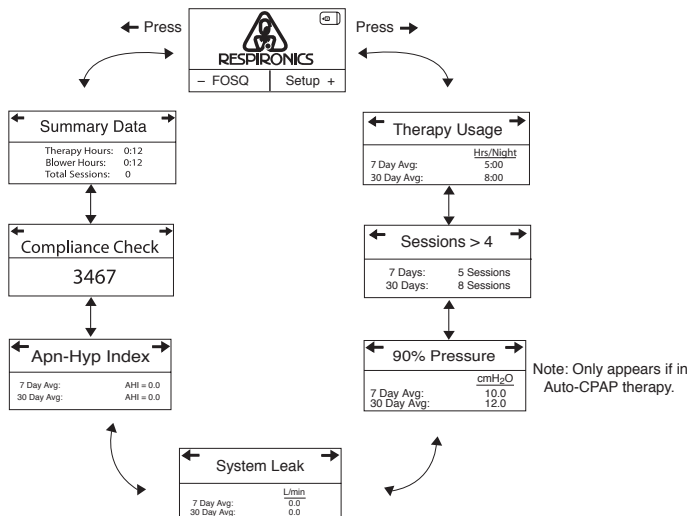 ← Press
Press →
RESPIRONICS
– FOSQ
Setup +
Summary Data
Therapy Hours: 0:12
Blower Hours: 0:12
Total Sessions: 0
Therapy Usage
Hrs/Night
7 Day Avg: 5:00
30 Day Avg: 8:00
Compliance Check
3467
Sessions > 4
7 Days: 5 Sessions
30 Days: 8 Sessions
Apn-Hyp Index
7 Day Avg: AHI = 0.0
30 Day Avg: AHI = 0.0
90% Pressure
cmH₂O
7 Day Avg: 10.0
30 Day Avg: 12.0
Note: Only appears if in
Auto-CPAP therapy.
System Leak
L/min
7 Day Avg: 0.0
30 Day Avg: 0.0